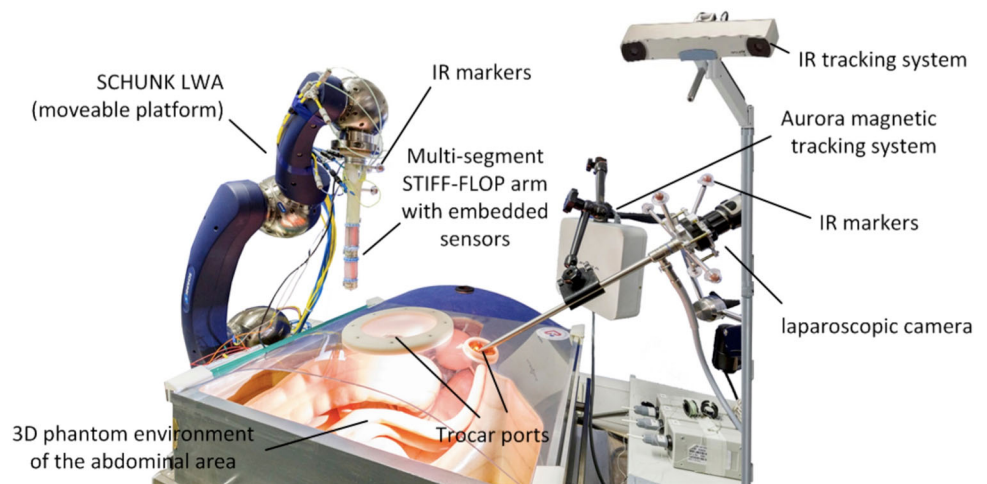 SCHUNK LWA
(moveable platform)
IR markers
Multi-segment
STIFF-FLOP arm
with embedded
sensors
IR tracking system
Aurora magnetic
tracking system
IR markers
laparoscopic camera
Trocar ports
3D phantom environment
of the abdominal area